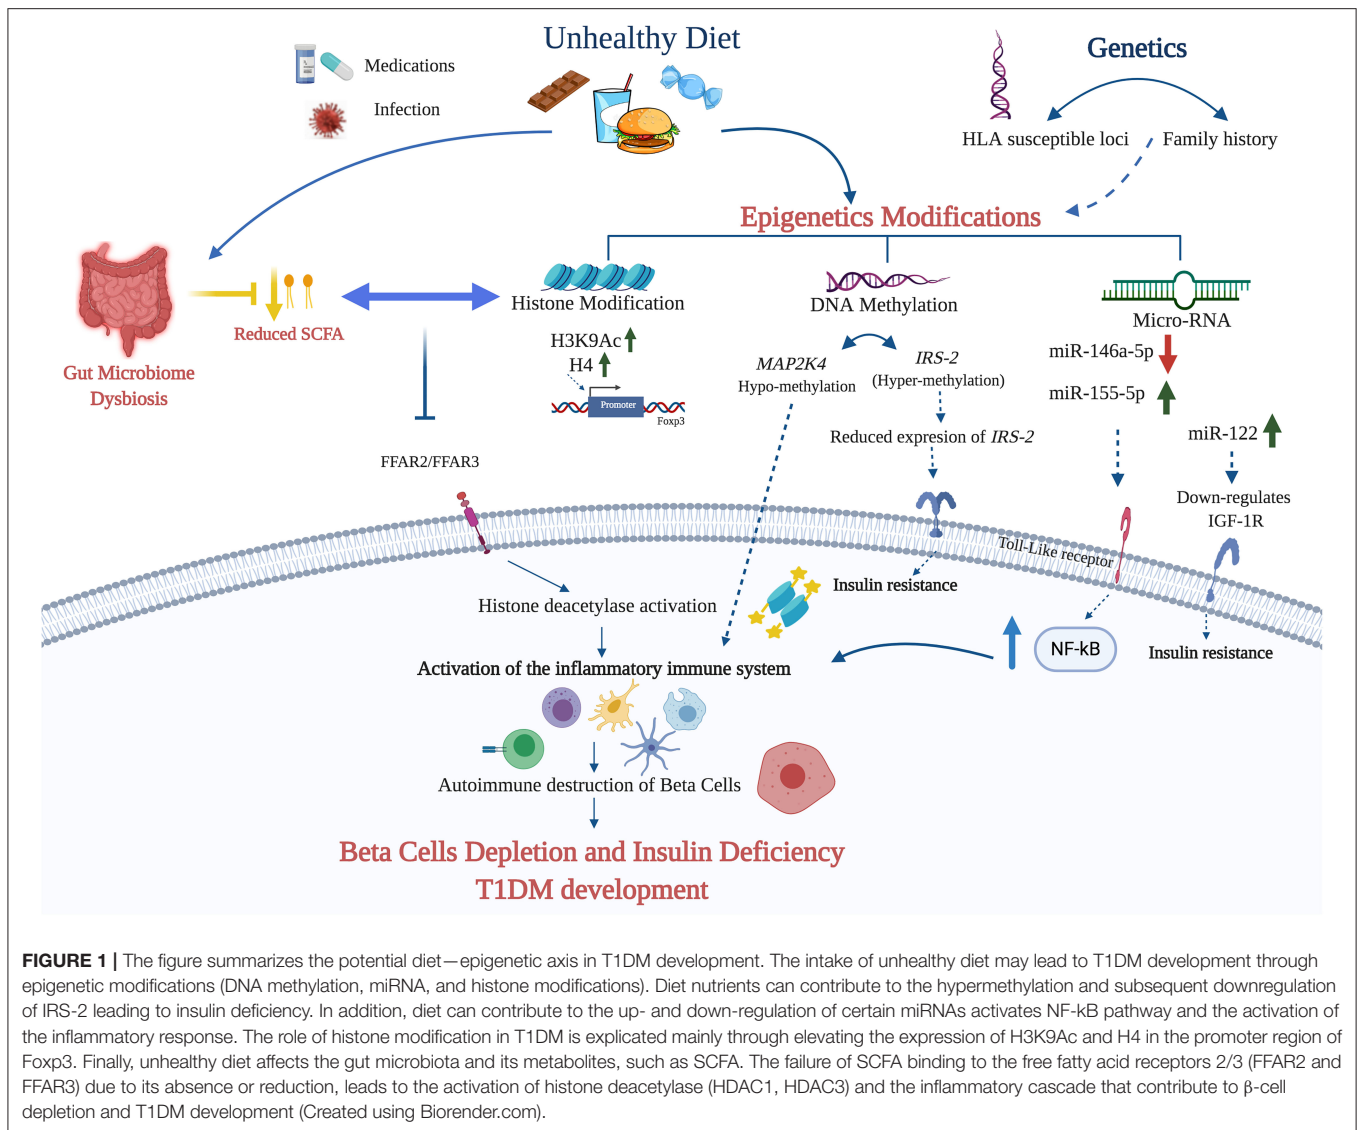 Unhealthy Diet
Medications
Infection
Genetics
HLA susceptible loci
Family history
Epigenetics Modifications
Gut Microbiome
Dysbiosis
Reduced SCFA
Histone Modification
H3K9Ac
H4
Promoter
Foxp3
DNA Methylation
MAP2K4
Hypo-methylation
IRS-2
(Hyper-methylation)
Reduced expresion of IRS-2
Micro-RNA
miR-146a-5p
miR-155-5p
miR-122
Down-regulates
IGF-1R
FFAR2/FFAR3
Toll-Like receptor
Insulin resistance
Histone deacetylase activation
NF-kB
Insulin resistance
Activation of the inflammatory immune system
Autoimmune destruction of Beta Cells
Beta Cells Depletion and Insulin Deficiency
T1DM development
FIGURE 1 | The figure summarizes the potential diet—epigenetic axis in T1DM development. The intake of unhealthy diet may lead to T1DM development through
epigenetic modifications (DNA methylation, miRNA, and histone modifications). Diet nutrients can contribute to the hypermethylation and subsequent downregulation
of IRS-2 leading to insulin deficiency. In addition, diet can contribute to the up- and down-regulation of certain miRNAs activates NF-kB pathway and the activation of
the inflammatory response. The role of histone modification in T1DM is explicated mainly through elevating the expression of H3K9Ac and H4 in the promoter region of
Foxp3. Finally, unhealthy diet affects the gut microbiota and its metabolites, such as SCFA. The failure of SCFA binding to the free fatty acid receptors 2/3 (FFAR2 and
FFAR3) due to its absence or reduction, leads to the activation of histone deacetylase (HDAC1, HDAC3) and the inflammatory cascade that contribute to β-cell
depletion and T1DM development (Created using Biorender.com).